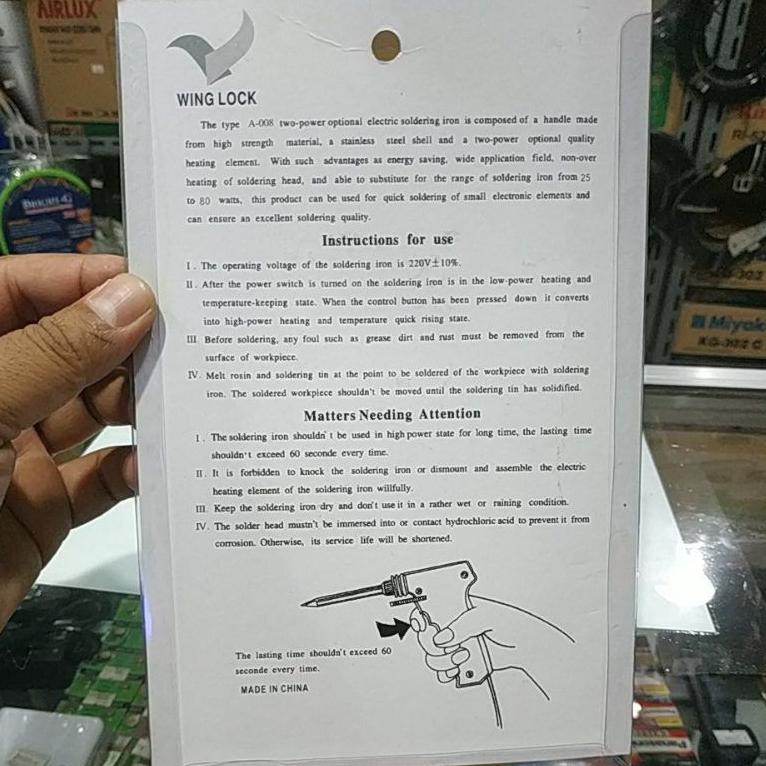 AIRLUX
WING LOCK
The type A-008 two-power optional electric soldering iron is composed of a handle made
from high strength material, a stainless steel shell and a two-power optional quality
heating element. With such advantages as energy saving, wide application field, non-over
heating of soldering head, and able to substitute for the range of soldering iron from 25
to 80 watts, this product can be used for quick soldering of small electronic elements and
can ensure an excellent soldering quality.
Instructions for use
I. The operating voltage of the soldering iron is 220V±10%.
II. After the power switch is turned on the soldering iron is in the low-power heating and
temperature-keeping state. When the control button has been pressed down it converts
into high-power heating and temperature quick rising state.
III. Before soldering, any foul such as grease dirt and rust must be removed from the
surface of workpiece.
IV. Melt rosin and soldering tin at the point to be soldered of the workpiece with soldering
iron. The soldered workpiece shouldn't be moved until the soldering tin has solidified.
Matters Needing Attention
I. The soldering iron shouldn't be used in high power state for long time, the lasting time
shouldn't exceed 60 seconde every time.
II. It is forbidden to knock the soldering iron or dismount and assemble the electric
heating element of the soldering iron willfully.
III. Keep the soldering iron dry and don't use it in a rather wet or raining condition.
IV. The solder head mustn't be immersed into or contact hydrochloric acid to prevent it from
corrosion. Otherwise, its service life will be shortened.
The lasting time shouldn't exceed 60
seconde every time.
MADE IN CHINA
Miyak